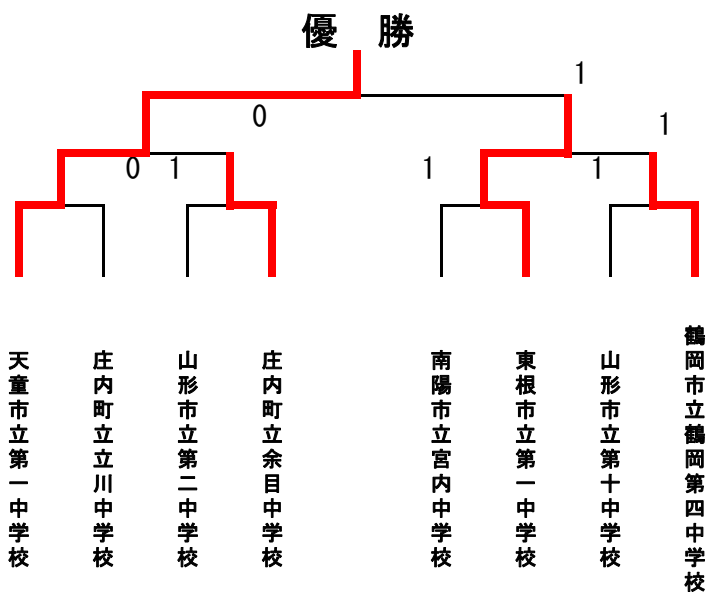 優 勝
1
0
1
0 1
1
1
天童市立第一中学校
庄内町立立川中学校
山形市立第二中学校
庄内町立余目中学校
南陽市立宮内中学校
東根市立第一中学校
山形市立第十中学校
鶴岡市立鶴岡第四中学校